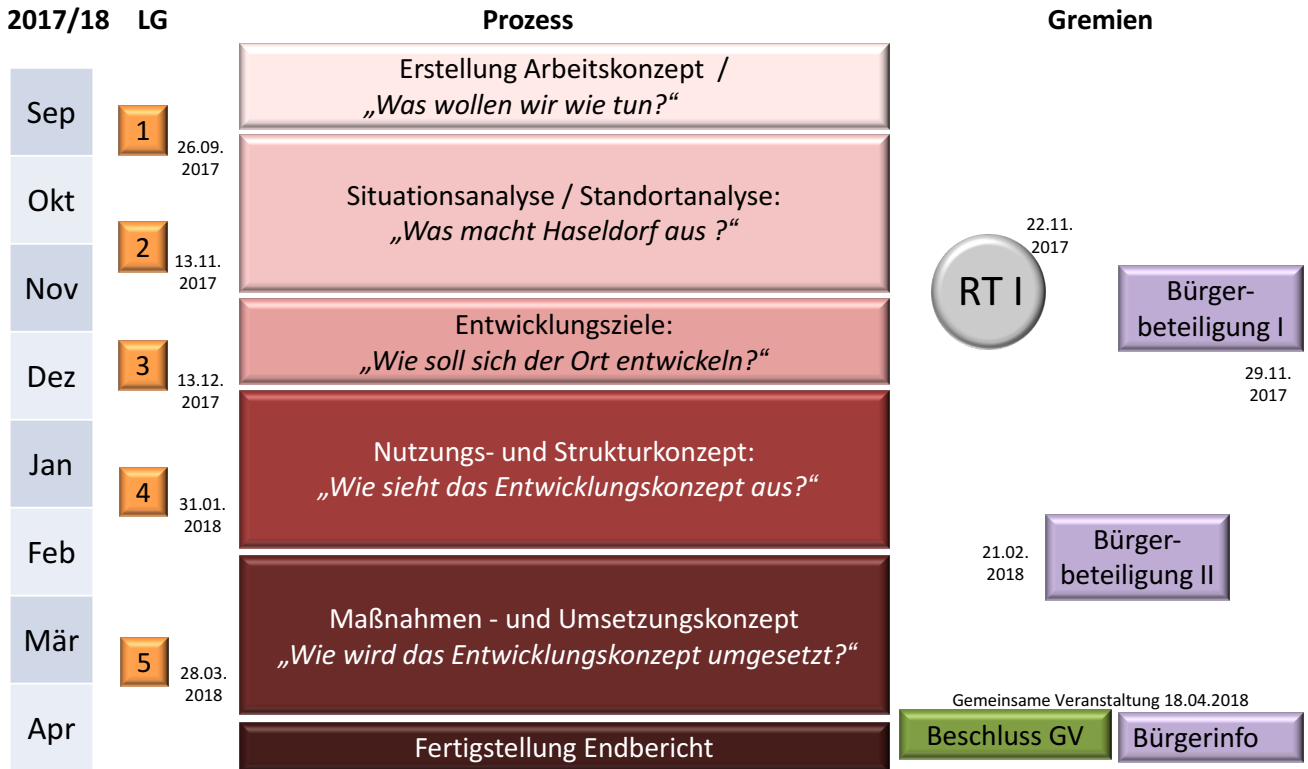 2017/18 LG Prozess Gremien
Sep
Okt
Nov
Dez
Jan
Feb
Mär
Apr
1
26.09.
2017
2
13.11.
2017
3
13.12.
2017
4
31.01.
2018
5
28.03.
2018
Erstellung Arbeitskonzept /
„Was wollen wir wie tun?“
Situationsanalyse / Standortanalyse:
„Was macht Haseldorf aus ?“
Entwicklungsziele:
„Wie soll sich der Ort entwickeln?“
Nutzungs- und Strukturkonzept:
„Wie sieht das Entwicklungskonzept aus?“
Maßnahmen - und Umsetzungskonzept
„Wie wird das Entwicklungskonzept umgesetzt?“
Fertigstellung Endbericht
22.11.
2017
RT I
Bürger-
beteiligung I
29.11.
2017
21.02.
2018
Bürger-
beteiligung II
Gemeinsame Veranstaltung 18.04.2018
Beschluss GV
Bürgerinfo